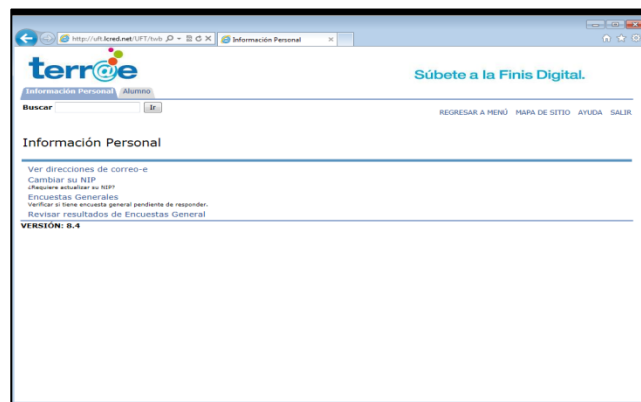 http://uft.lcred.net/UFT/twb
Información Personal
terr@e
Súbete a la Finis Digital.
Información Personal
Alumno
Buscar
Ir
REGRESAR A MENÚ MAPA DE SITIO AYUDA SALIR
Información Personal
Ver direcciones de correo-e
Cambiar su NIP
¿Requiere actualizar su NIP?
Encuestas Generales
Verificar si tiene encuesta general pendiente de responder.
Revisar resultados de Encuestas General
VERSIÓN: 8.4